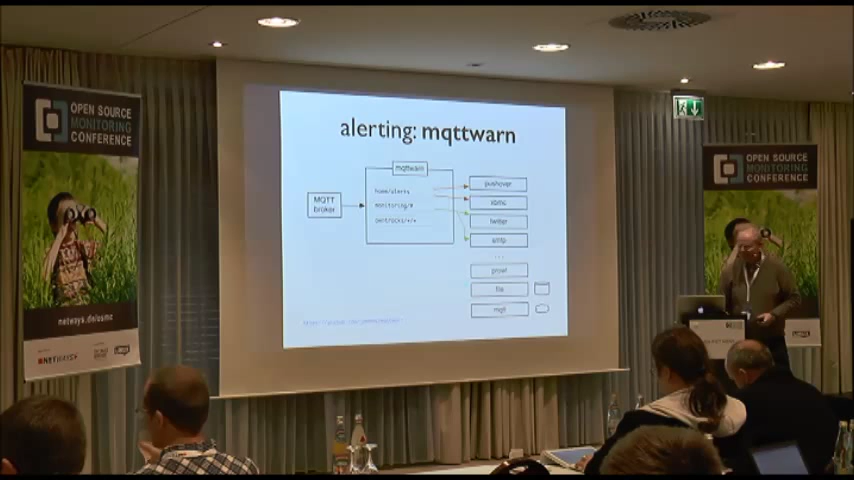 OPEN SOURCE
MONITORING
CONFERENCE
netways.de/osmc
NETWAYS
alerting: mqttwarn
mqttwarn
MQTT
broker
home/alerts
monitoring/#
owntracks/+/+
pushover
xbmc
twitter
smtp
...
prowl
file
mqtt
OPEN SOURCE
MONITORING
CONFERENCE